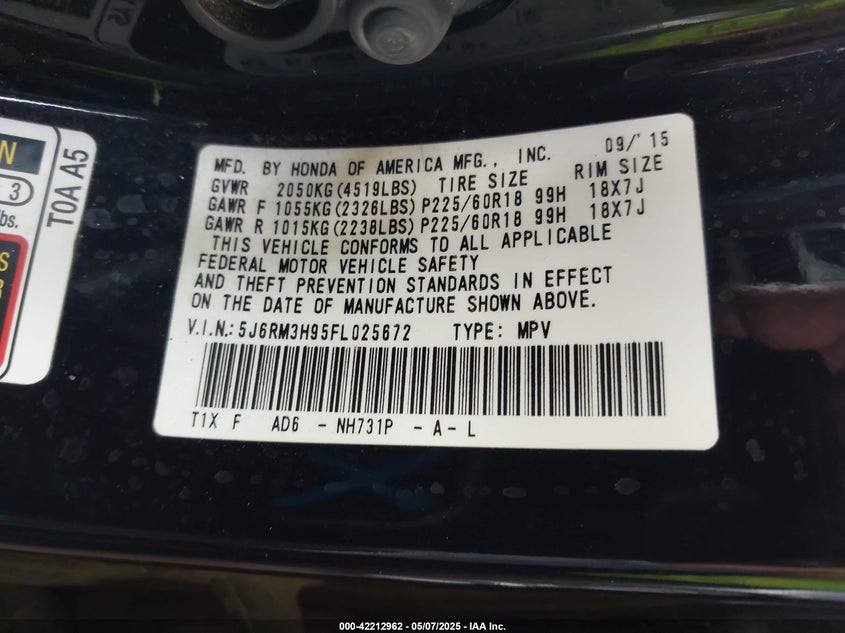 N
3
lbs.
S
T0A A5
MFD. BY HONDA OF AMERICA MFG., INC. 09/'15
GVWR 2050KG(4519LBS) TIRE SIZE RIM SIZE
GAWR F 1055KG(2326LBS) P225/60R18 99H 18X7J
GAWR R 1015KG(2238LBS) P225/60R18 99H 18X7J
THIS VEHICLE CONFORMS TO ALL APPLICABLE
FEDERAL MOTOR VEHICLE SAFETY
AND THEFT PREVENTION STANDARDS IN EFFECT
ON THE DATE OF MANUFACTURE SHOWN ABOVE.
V.I.N.: 5J6RM3H95FL025672 TYPE: MPV
T1X F AD6 - NH731P - A - L
000-42212962 - 05/07/2025 - IAA Inc.